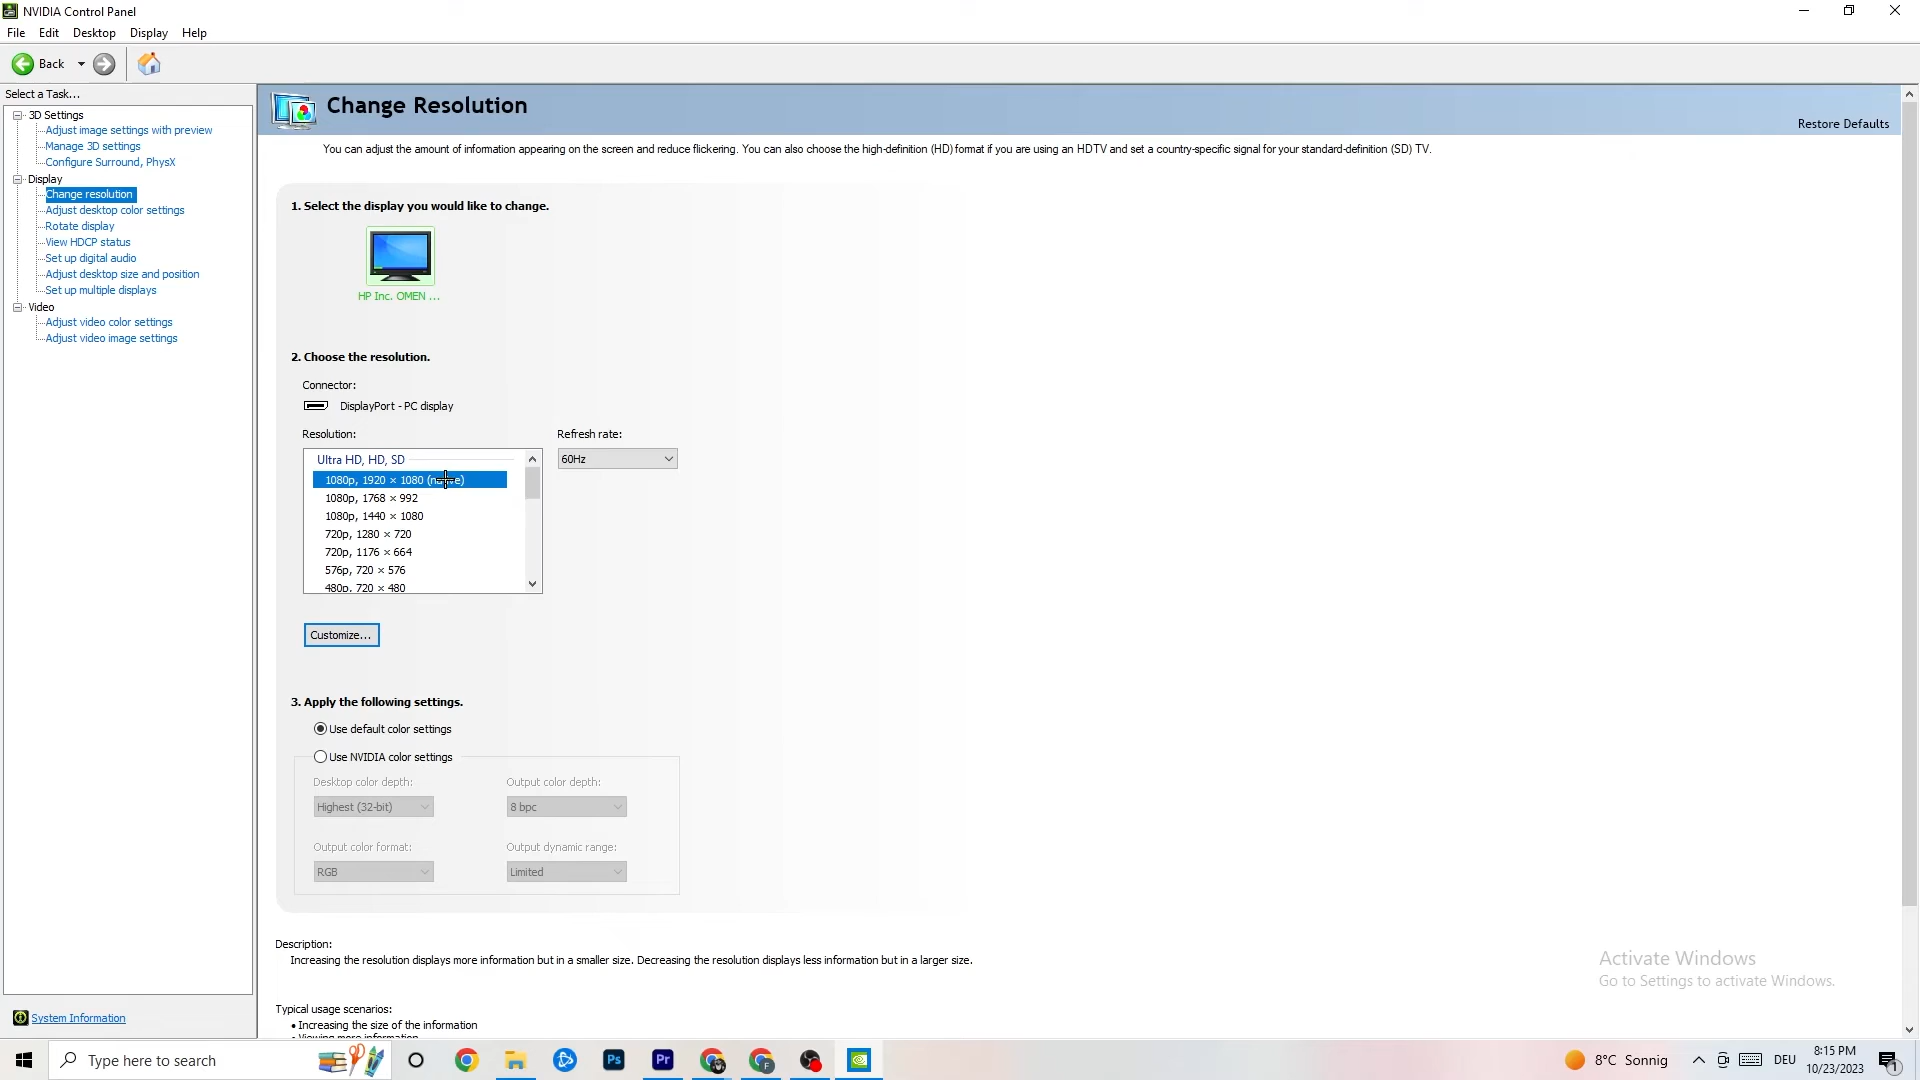 NVIDIA Control Panel
File Edit Desktop Display Help
Back
Select a Task...
3D Settings
Adjust image settings with preview
Manage 3D settings
Configure Surround, PhysX
Display
Change resolution
Adjust desktop color settings
Rotate display
View HDCP status
Set up digital audio
Adjust desktop size and position
Set up multiple displays
Video
Adjust video color settings
Adjust video image settings
System Information
Change Resolution
Restore Defaults
You can adjust the amount of information appearing on the screen and reduce flickering. You can also choose the high-definition (HD) format if you are using an HDTV and set a country-specific signal for your standard-definition (SD) TV.
1. Select the display you would like to change.
HP Inc. OMEN ...
2. Choose the resolution.
Connector:
DisplayPort - PC display
Resolution:
Refresh rate:
Ultra HD, HD, SD
60Hz
1080p, 1920 × 1080 (native)
1080p, 1768 × 992
1080p, 1440 × 1080
720p, 1280 × 720
720p, 1176 × 664
576p, 720 × 576
480p, 720 × 480
Customize...
3. Apply the following settings.
Use default color settings
Use NVIDIA color settings
Desktop color depth:
Output color depth:
Highest (32-bit)
8 bpc
Output color format:
Output dynamic range:
RGB
Limited
Description:
Increasing the resolution displays more information but in a smaller size. Decreasing the resolution displays less information but in a larger size.
Typical usage scenarios:
• Increasing the size of the information
• Viewing more information
Activate Windows
Go to Settings to activate Windows.
Type here to search
Ps
Pr
F
8°C Sonnig
DEU
8:15 PM
10/23/2023
1